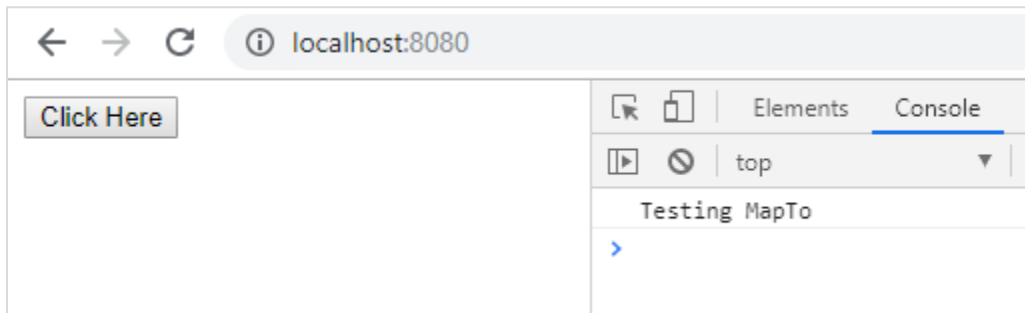 localhost:8080
Click Here
Elements Console
top
Testing MapTo